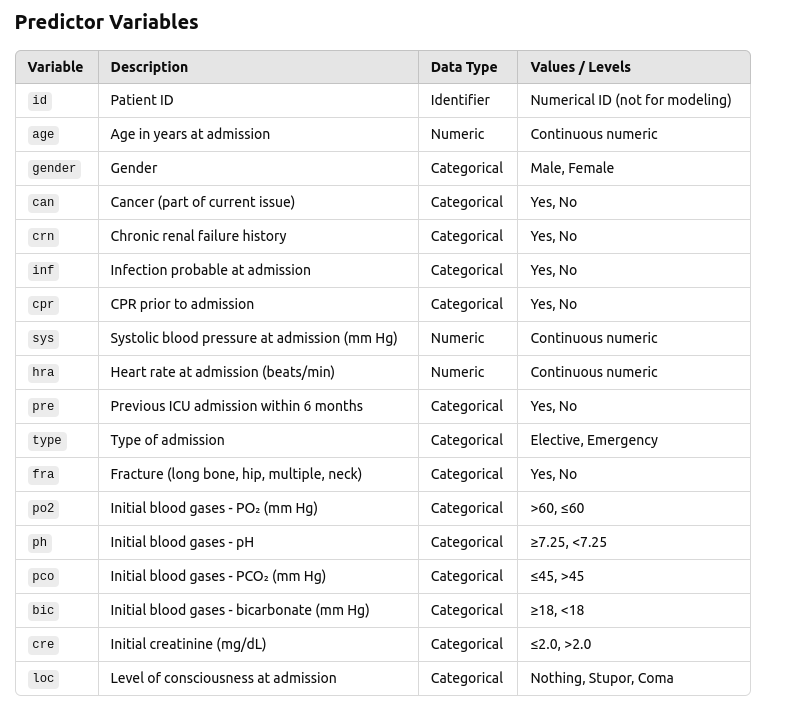 Predictor Variables
Variable Description Data Type Values / Levels
id Patient ID Identifier Numerical ID (not for modeling)
age Age in years at admission Numeric Continuous numeric
gender Gender Categorical Male, Female
can Cancer (part of current issue) Categorical Yes, No
crn Chronic renal failure history Categorical Yes, No
inf Infection probable at admission Categorical Yes, No
cpr CPR prior to admission Categorical Yes, No
sys Systolic blood pressure at admission (mm Hg) Numeric Continuous numeric
hra Heart rate at admission (beats/min) Numeric Continuous numeric
pre Previous ICU admission within 6 months Categorical Yes, No
type Type of admission Categorical Elective, Emergency
fra Fracture (long bone, hip, multiple, neck) Categorical Yes, No
po2 Initial blood gases - PO₂ (mm Hg) Categorical >60, ≤60
ph Initial blood gases - pH Categorical ≥7.25, <7.25
pco Initial blood gases - PCO₂ (mm Hg) Categorical ≤45, >45
bic Initial blood gases - bicarbonate (mm Hg) Categorical ≥18, <18
cre Initial creatinine (mg/dL) Categorical ≤2.0, >2.0
loc Level of consciousness at admission Categorical Nothing, Stupor, Coma